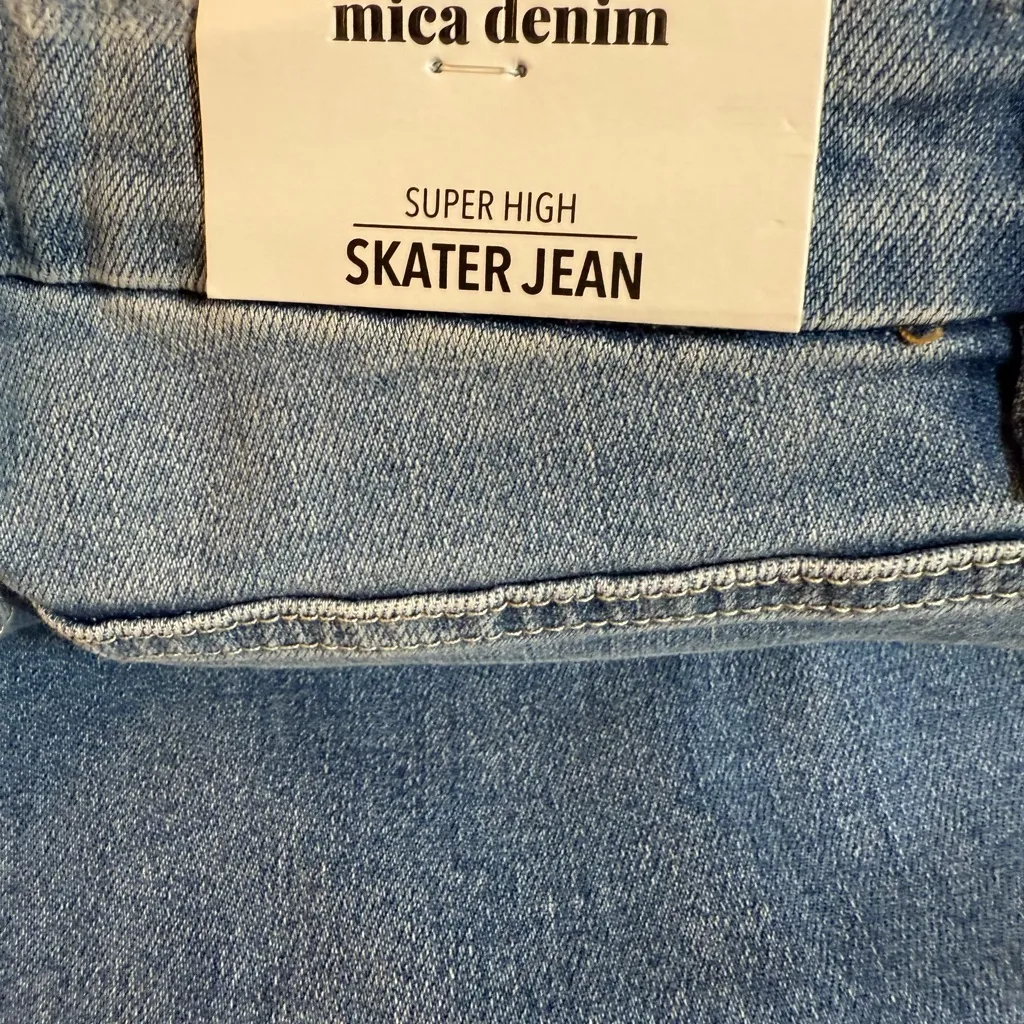 mica denim
SUPER HIGH
SKATER JEAN